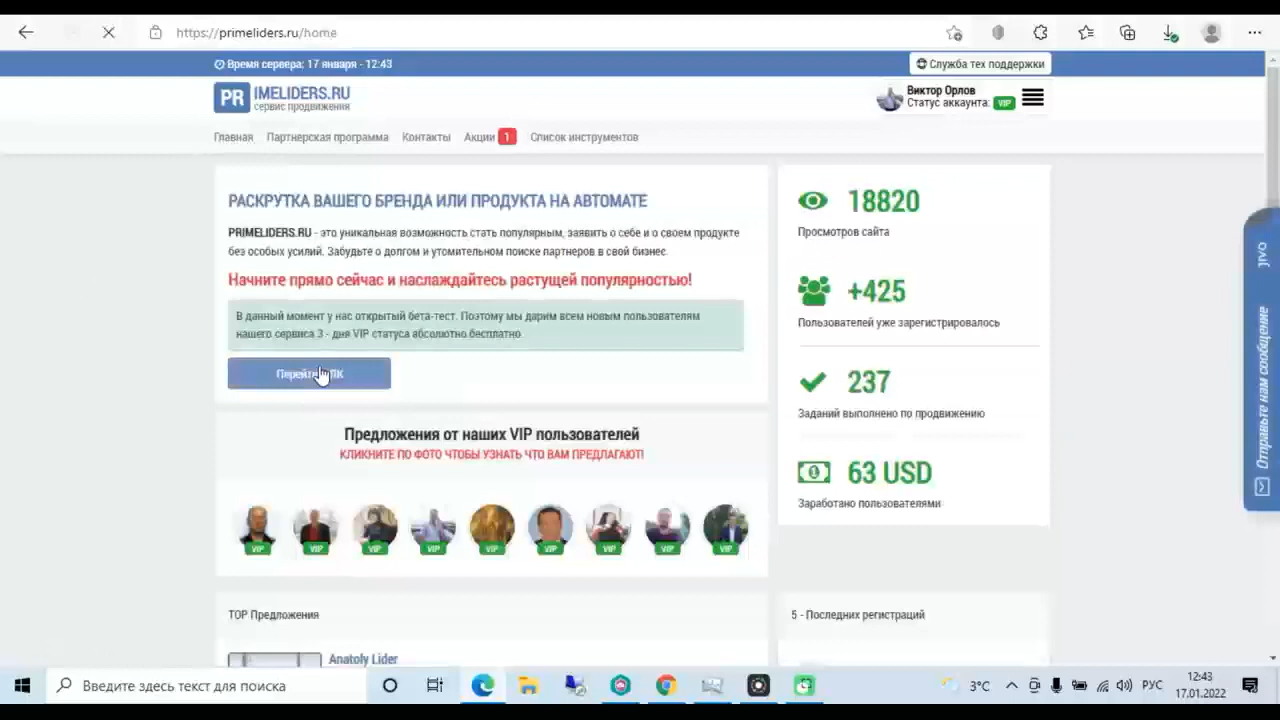 https://primeliders.ru/home
Время сервера: 17 января - 12:43
Служба тех поддержки
PR IMELIDERS.RU
сервис продвижения
Виктор Орлов
Статус аккаунта: VIP
Главная Партнерская программа Контакты Акции 1 Список инструментов
РАСКРУТКА ВАШЕГО БРЕНДА ИЛИ ПРОДУКТА НА АВТОМАТЕ
PRIMELIDERS.RU - это уникальная возможность стать популярным, заявить о себе и о своем продукте
без особых усилий. Забудьте о долгом и утомительном поиске партнеров в свой бизнес.
Начните прямо сейчас и наслаждайтесь растущей популярностью!
В данный момент у нас открытый бета-тест. Поэтому мы дарим всем новым пользователям
нашего сервиса 3 - дня VIP статуса абсолютно бесплатно.
18820
Просмотров сайта
+425
Пользователей уже зарегистрировалось
237
Заданий выполнено по продвижению
63 USD
Заработано пользователями
Предложения от наших VIP пользователей
КЛИКНИТЕ ПО ФОТО ЧТОБЫ УЗНАТЬ ЧТО ВАМ ПРЕДЛАГАЮТ!
VIP VIP VIP VIP VIP VIP VIP VIP VIP
TOP Предложения
Anatoly Lider
5 - Последних регистраций
jivo
Отправьте нам сообщение
Введите здесь текст для поиска
3°C
РУС
12:43
17.01.2022